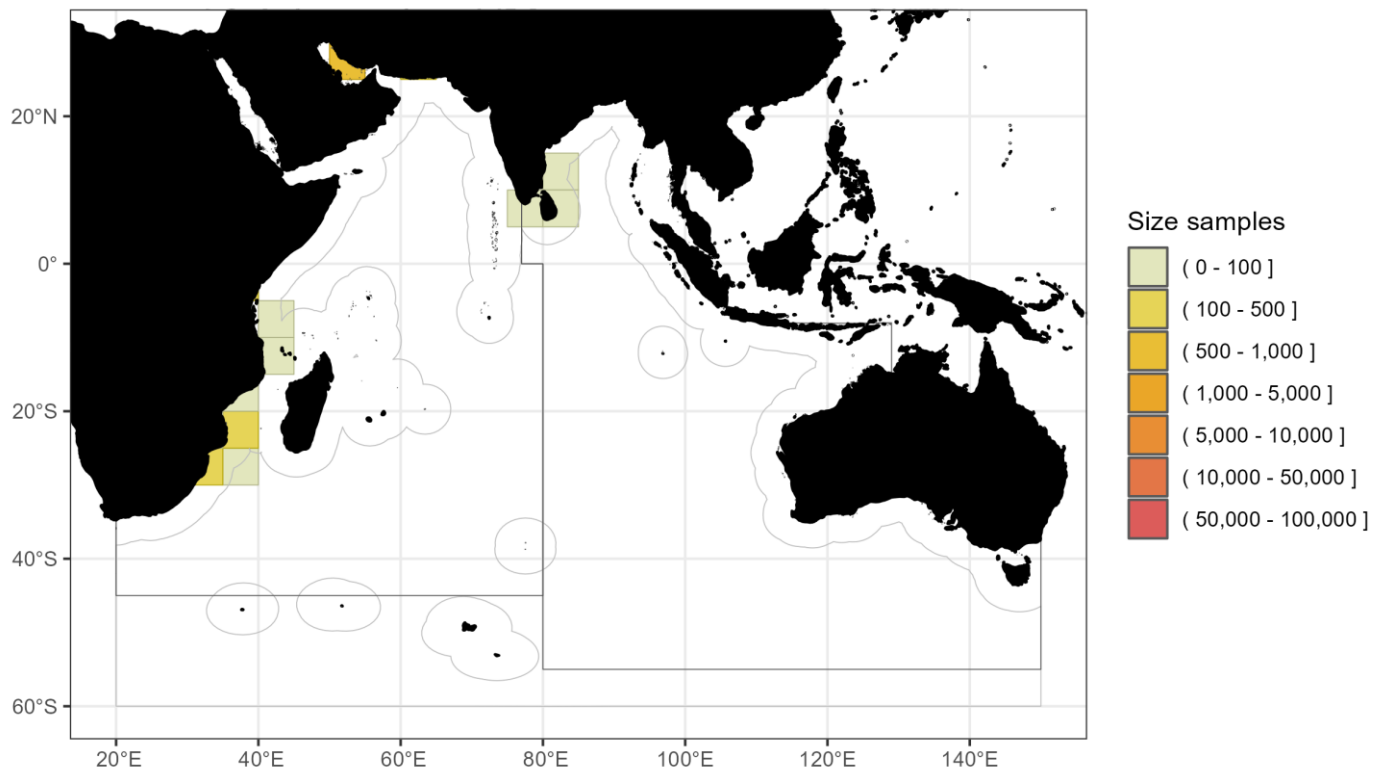 20°N
0°
20°S
40°S
60°S
20°E
40°E
60°E
80°E
100°E
120°E
140°E
Size samples
( 0 - 100 ]
( 100 - 500 ]
( 500 - 1,000 ]
( 1,000 - 5,000 ]
( 5,000 - 10,000 ]
( 10,000 - 50,000 ]
( 50,000 - 100,000 ]